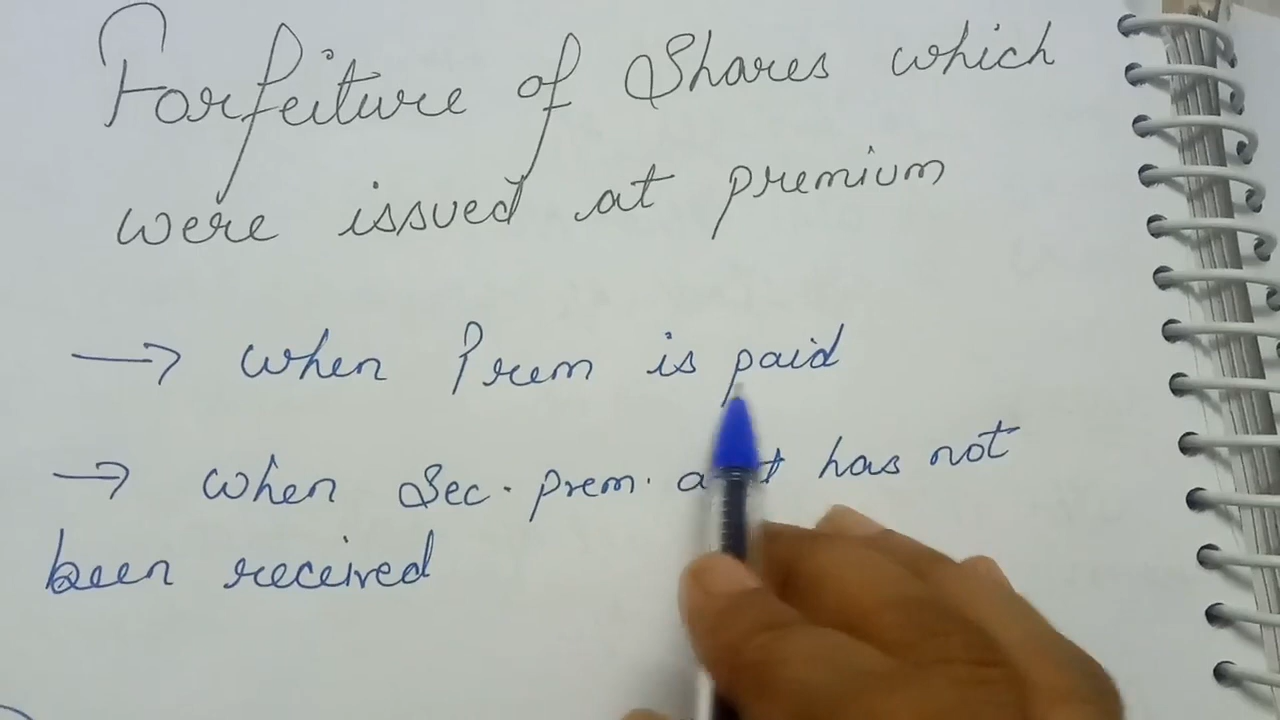 Forfeiture of Shares which
were issued at premium
→ when Prem is paid
→ when Sec. prem. has not
been received